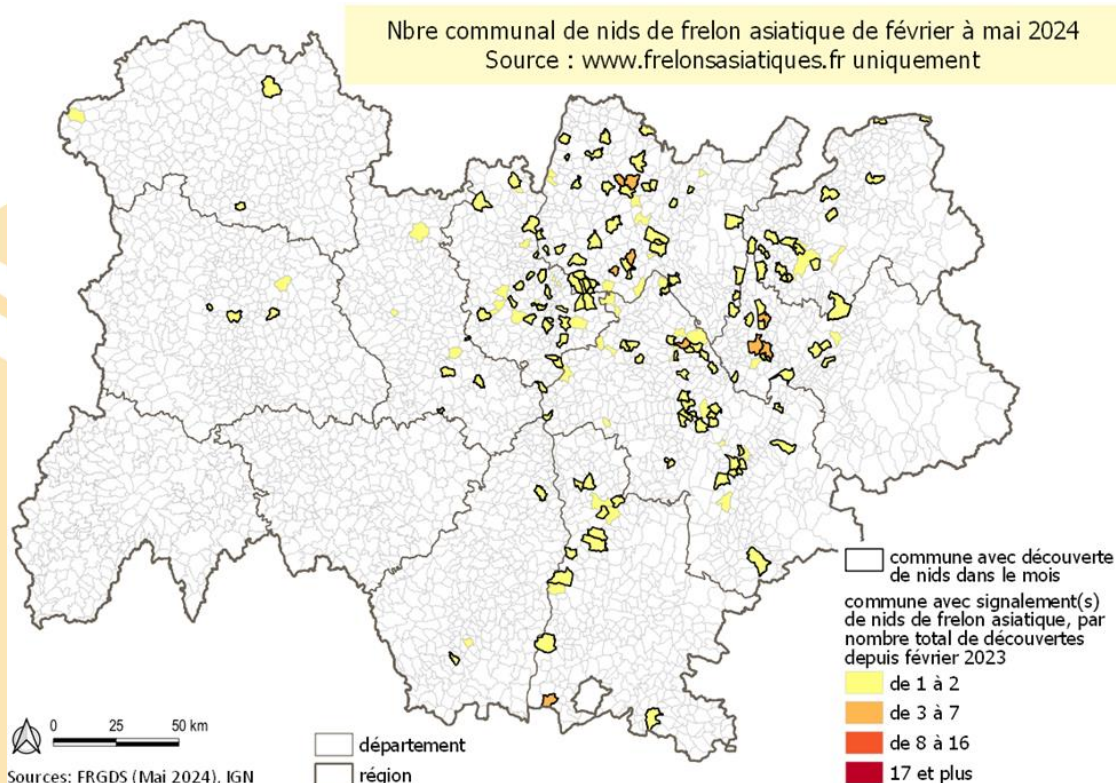 Nbre communal de nids de frelon asiatique de février à mai 2024
Source : www.frelonsasiatiques.fr uniquement
commune avec découverte
de nids dans le mois
commune avec signalement(s)
de nids de frelon asiatique, par
nombre total de découvertes
depuis février 2023
de 1 à 2
de 3 à 7
de 8 à 16
17 et plus
0 25 50 km
département
région
Sources: FRGDS (Mai 2024), IGN